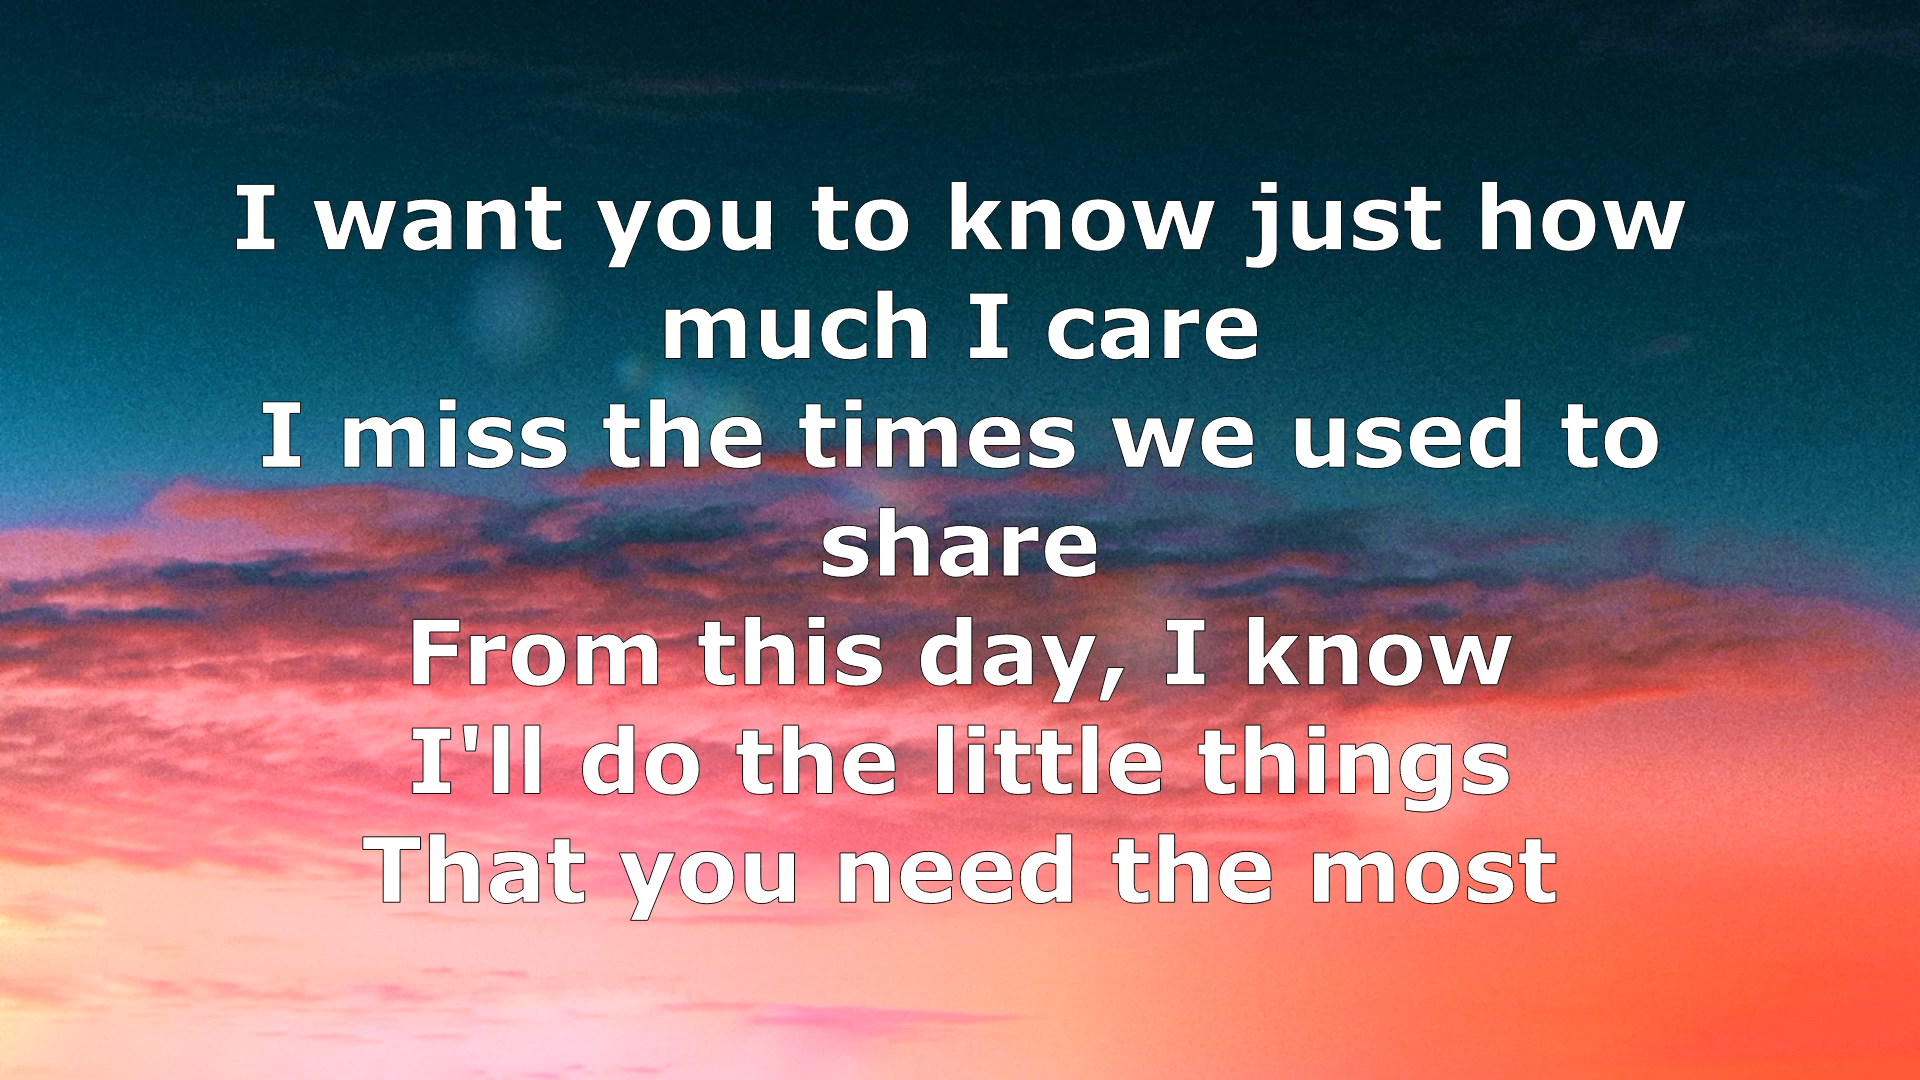 I want you to know just how
much I care
I miss the times we used to
share
From this day, I know
I'll do the little things
That you need the most